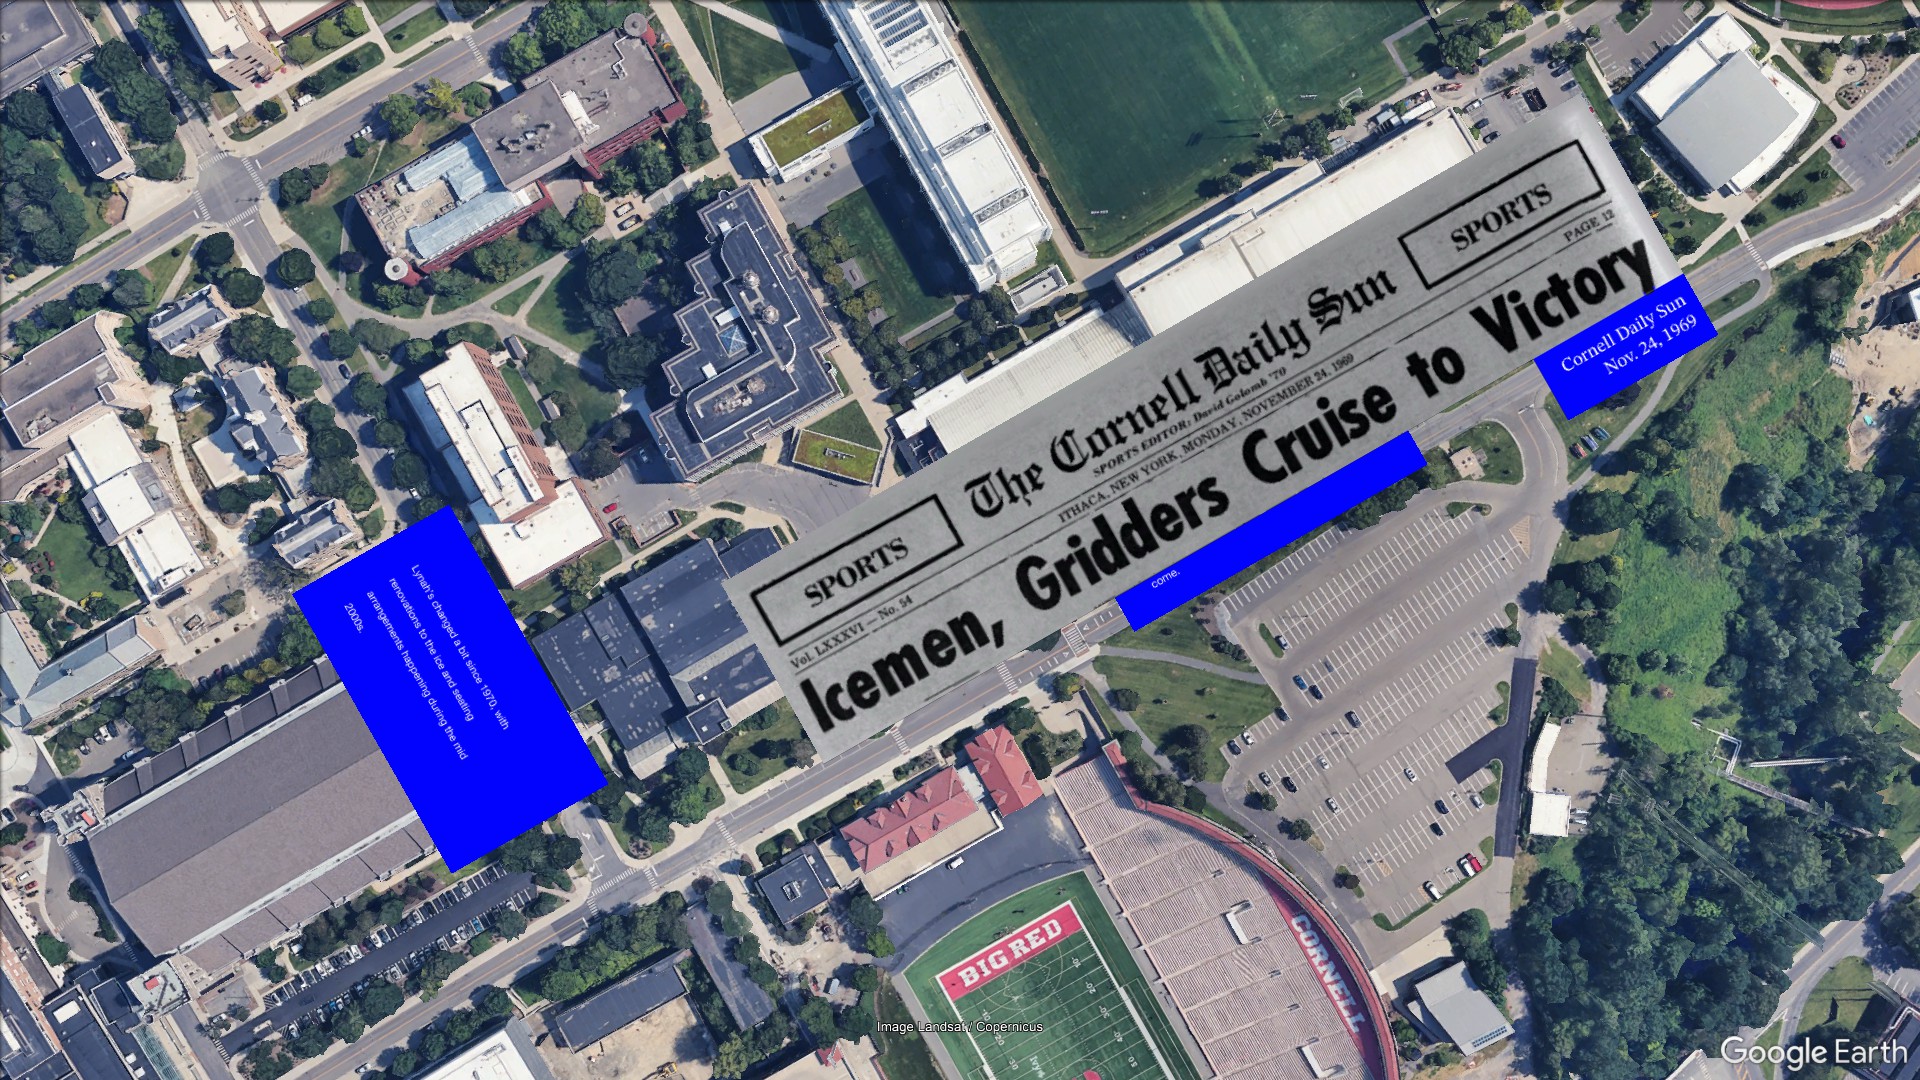 SPORTS
The Cornell Daily Sun
SPORTS
SPORTS EDITOR: David Golomb '70
Vol. LXXXVI — No. 54
ITHACA, NEW YORK, MONDAY, NOVEMBER 24, 1969
PAGE 12
Icemen, Gridders Cruise to Victory
Cornell Daily Sun
Nov. 24, 1969
come.
Lynah's changed a bit since 1970, with
renovations to the ice and seating
arrangements happening during the mid
2000s.
BIG RED
CORNELL
Image Landsat / Copernicus
Google Earth